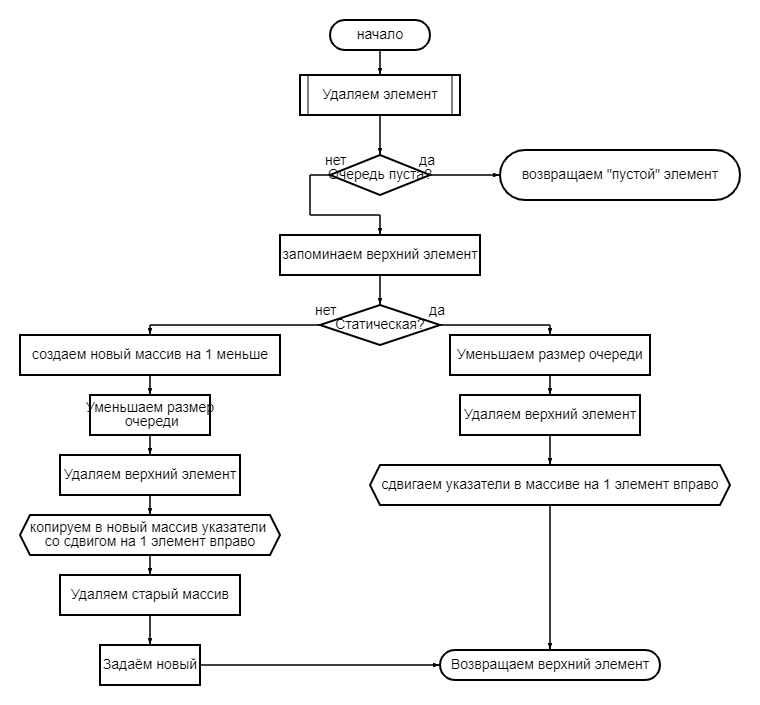 начало
Удаляем элемент
нет
да
Очередь пуста?
возвращаем "пустой" элемент
запоминаем верхний элемент
нет
да
Статическая?
создаем новый массив на 1 меньше
Уменьшаем размер очереди
Уменьшаем размер
очереди
Удаляем верхний элемент
Удаляем верхний элемент
сдвигаем указатели в массиве на 1 элемент вправо
копируем в новый массив указатели
со сдвигом на 1 элемент вправо
Удаляем старый массив
Задаём новый
Возвращаем верхний элемент